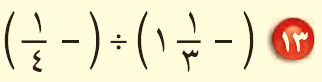 ١٣ (- ١ ١/٣) ÷ (- ١/٤)